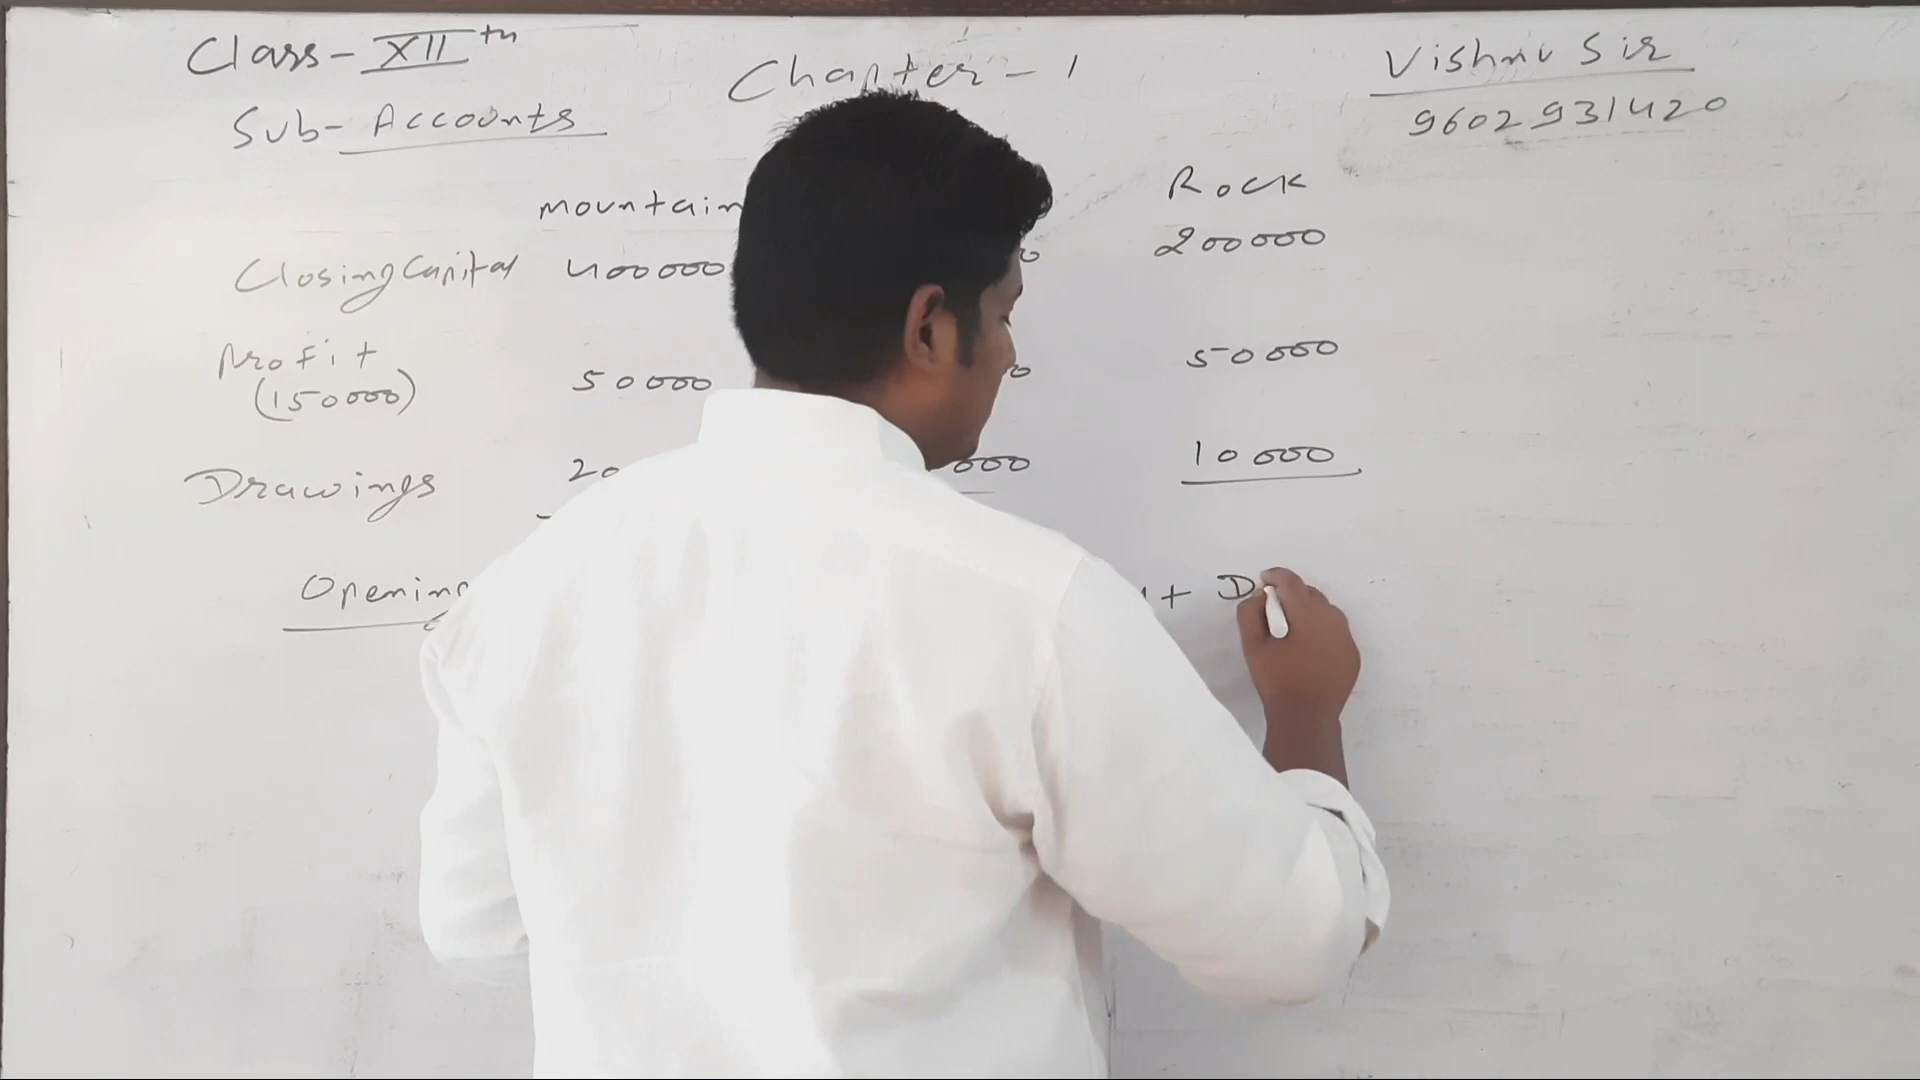 Class-XIIth
Sub- Accounts
Chapter-1
Vishnu Sir
9602931420
mountain Rock
Closing Capital 400000 200000
Profit 50000 50000
(150000)
Drawings 20 000 10000
Opening + D